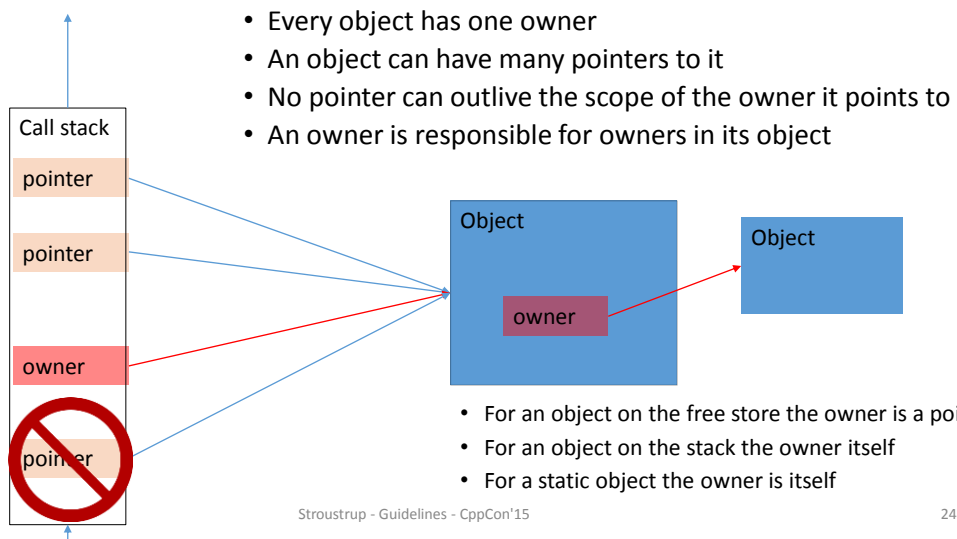 • Every object has one owner
• An object can have many pointers to it
• No pointer can outlive the scope of the owner it points to
• An owner is responsible for owners in its object
Call stack
pointer
pointer
owner
pointer
Object
owner
Object
• For an object on the free store the owner is a
• For an object on the stack the owner itself
• For a static object the owner is itself
Stroustrup - Guidelines - CppCon'15
24